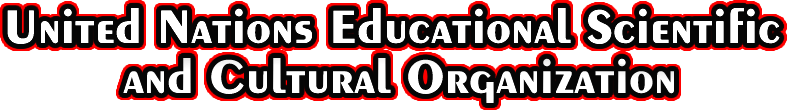 United Nations Educational Scientific
and Cultural Organization